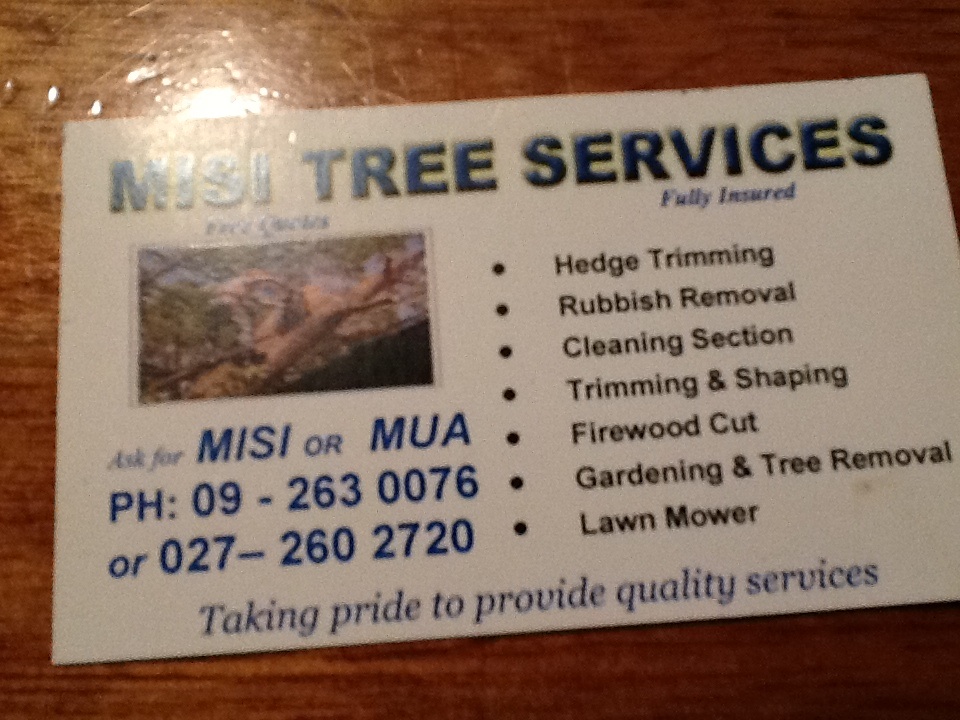 MISI TREE SERVICES
Free Quotes
Fully Insured
• Hedge Trimming
• Rubbish Removal
• Cleaning Section
• Trimming & Shaping
• Firewood Cut
• Gardening & Tree Removal
• Lawn Mower
Ask for MISI OR MUA
PH: 09 - 263 0076
or 027– 260 2720
Taking pride to provide quality services